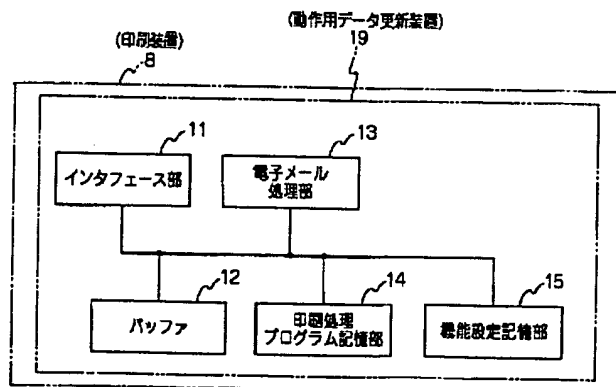 (動作用データ更新装置)
(印刷装置)
19
8
11
13
インタフェース部
電子メール
処理部
12
14
15
バッファ
印刷処理
プログラム記憶部
機能設定記憶部